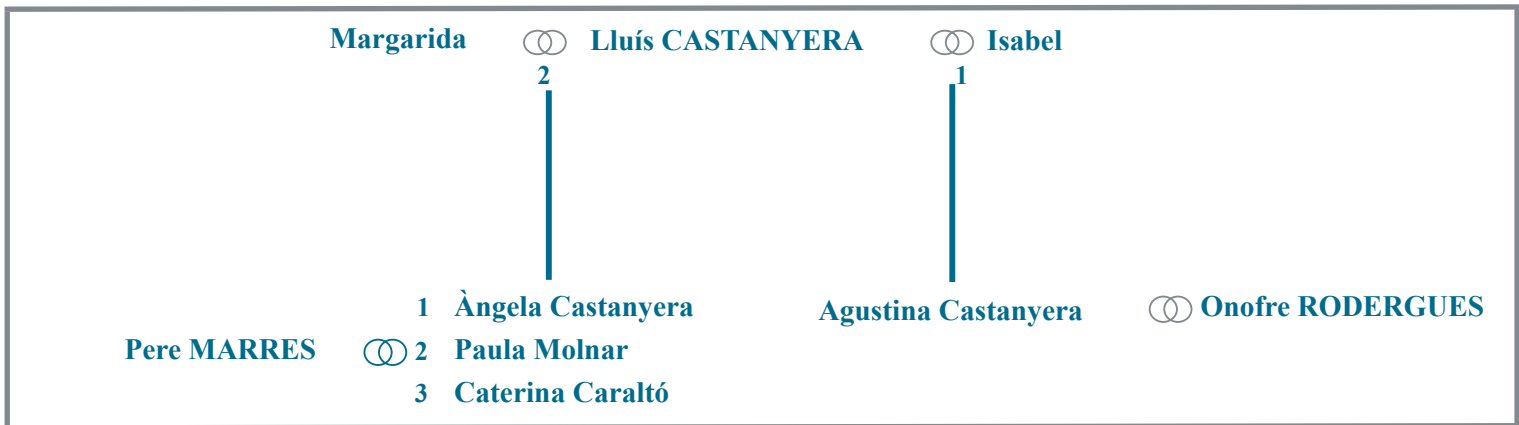 Margarida Lluís CASTANYERA Isabel
2 1
1 Àngela Castanyera Agustina Castanyera Onofre RODERGUES
Pere MARRES 2 Paula Molnar
3 Caterina Caraltó